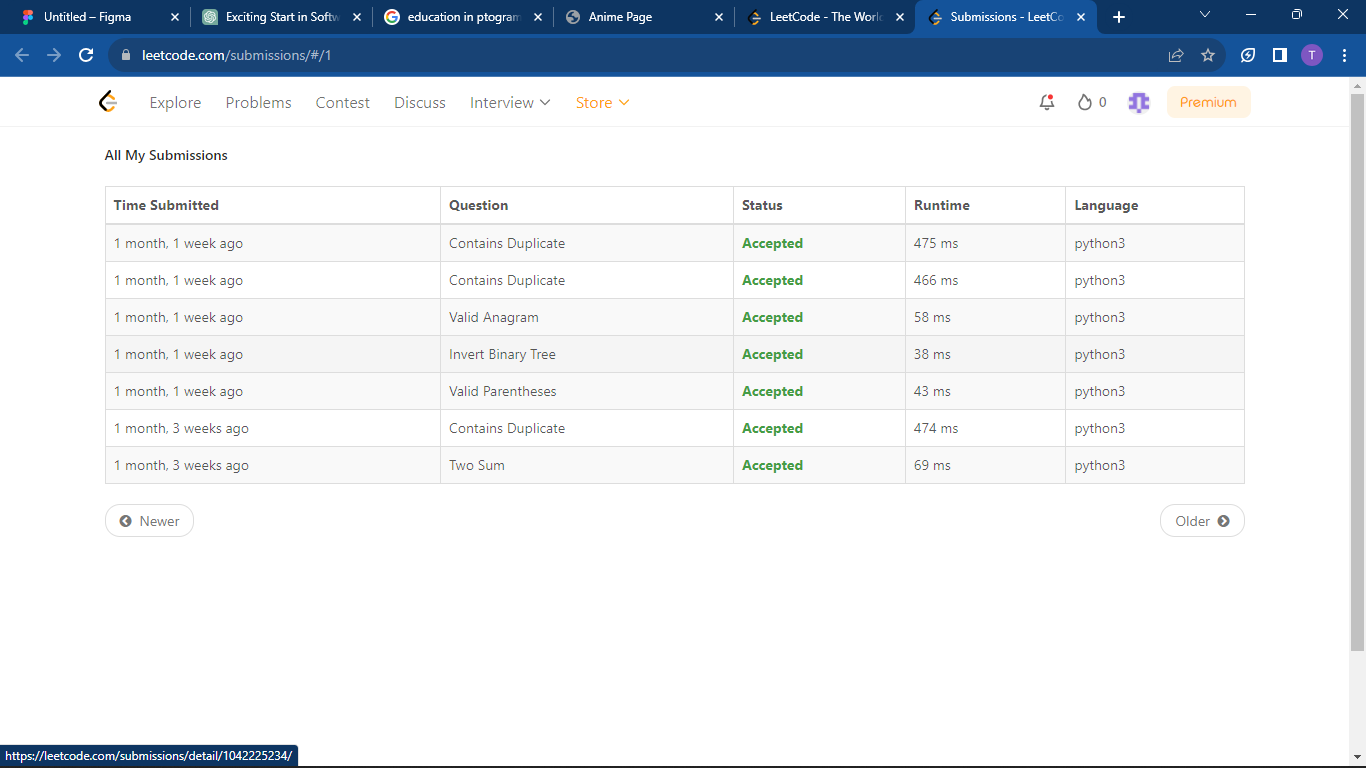 Untitled – Figma
Exciting Start in Softw
education in ptogram
Anime Page
LeetCode - The World
Submissions - LeetCo
leetcode.com/submissions/#/1
T
Explore Problems Contest Discuss Interview Store 0 Premium
All My Submissions
Time Submitted Question Status Runtime Language
1 month, 1 week ago Contains Duplicate Accepted 475 ms python3
1 month, 1 week ago Contains Duplicate Accepted 466 ms python3
1 month, 1 week ago Valid Anagram Accepted 58 ms python3
1 month, 1 week ago Invert Binary Tree Accepted 38 ms python3
1 month, 1 week ago Valid Parentheses Accepted 43 ms python3
1 month, 3 weeks ago Contains Duplicate Accepted 474 ms python3
1 month, 3 weeks ago Two Sum Accepted 69 ms python3
Newer Older
https://leetcode.com/submissions/detail/1042225234/